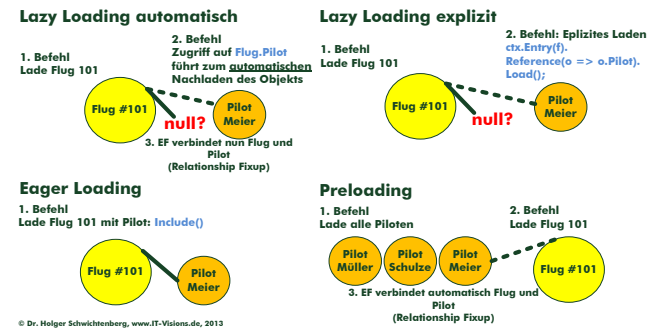 Lazy Loading automatisch
1. Befehl
Lade Flug 101
2. Befehl
Zugriff auf Flug.Pilot
führt zum automatischen
Nachladen des Objekts
Flug #101
Pilot
Meier
null?
3. EF verbindet nun Flug und
Pilot
(Relationship Fixup)
Lazy Loading explizit
1. Befehl
Lade Flug 101
2. Befehl: Eplizites Laden
ctx.Entry(f).
Reference(o => o.Pilot).
Load();
Flug #101
Pilot
Meier
null?
Eager Loading
1. Befehl
Lade Flug 101 mit Pilot: Include()
Flug #101
Pilot
Meier
Preloading
1. Befehl
Lade alle Piloten
2. Befehl
Lade Flug 101
Pilot
Müller
Pilot
Schulze
Pilot
Meier
Flug #101
3. EF verbindet automatisch Flug und
Pilot
(Relationship Fixup)
© Dr. Holger Schwichtenberg, www.IT-Visions.de, 2013